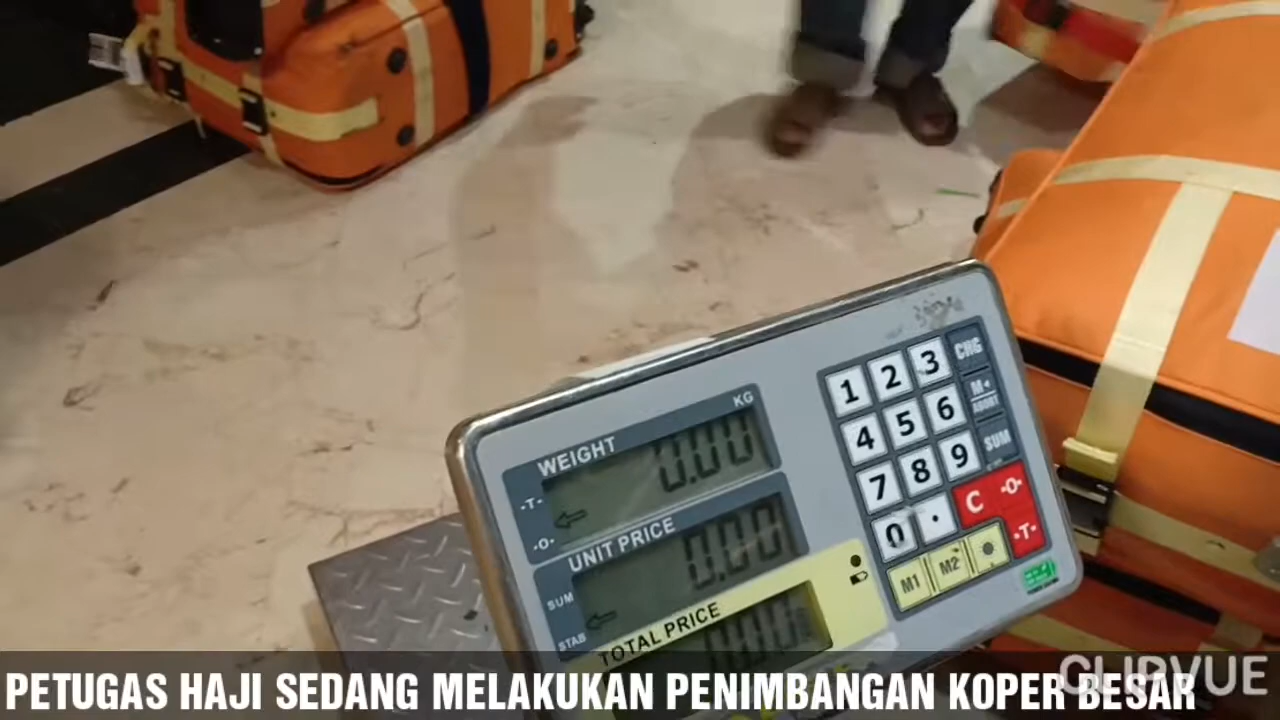 KG
WEIGHT
0.00
-T-
-O-
UNIT PRICE
0.00
SUM
STAB
TOTAL PRICE
1 2 3 CHG
4 5 6 M+ ABORT
7 8 9 SUM
0 . C -O-
-T-
M1 M2
PETUGAS HAJI SEDANG MELAKUKAN PENIMBANGAN KOPER BESAR
CLIPVUE